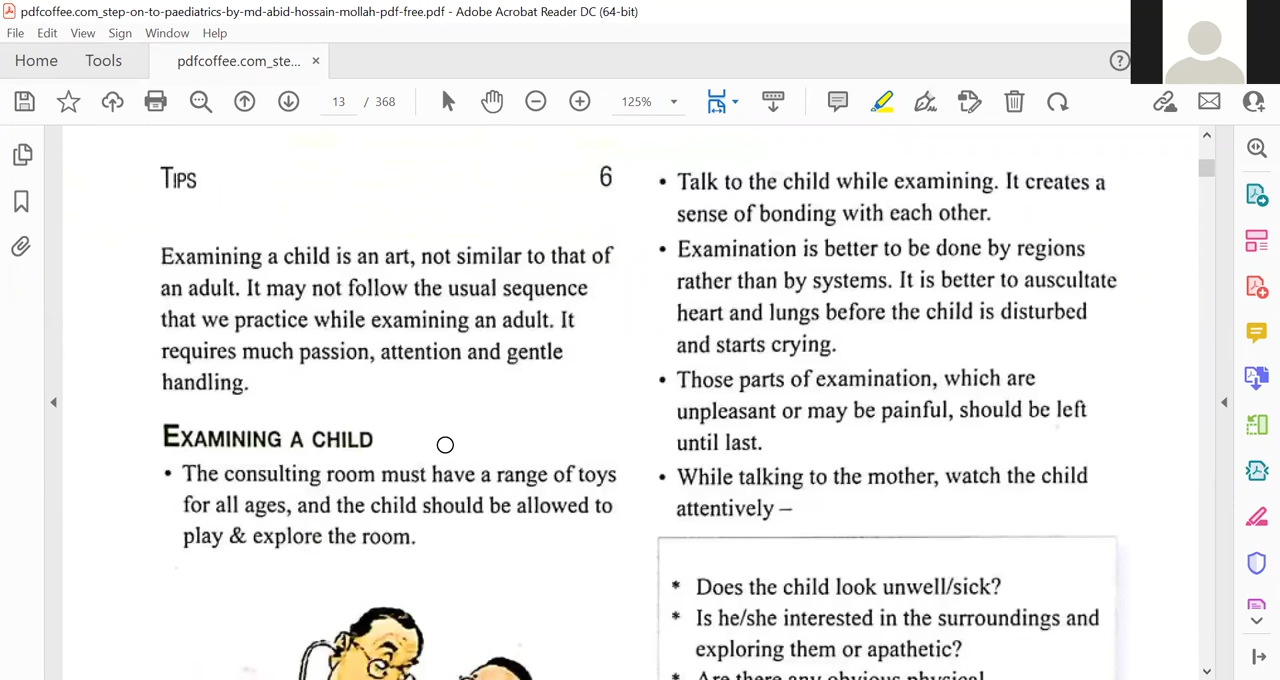 pdfcoffee.com_step-on-to-paediatrics-by-md-abid-hossain-mollah-pdf-free.pdf - Adobe Acrobat Reader DC (64-bit)
File Edit View Sign Window Help
Home Tools pdfcoffee.com_ste... ×
13 / 368 125%
TIPS 6
Examining a child is an art, not similar to that of
an adult. It may not follow the usual sequence
that we practice while examining an adult. It
requires much passion, attention and gentle
handling.
EXAMINING A CHILD
• The consulting room must have a range of toys
for all ages, and the child should be allowed to
play & explore the room.
• Talk to the child while examining. It creates a
sense of bonding with each other.
• Examination is better to be done by regions
rather than by systems. It is better to auscultate
heart and lungs before the child is disturbed
and starts crying.
• Those parts of examination, which are
unpleasant or may be painful, should be left
until last.
• While talking to the mother, watch the child
attentively –
* Does the child look unwell/sick?
* Is he/she interested in the surroundings and
exploring them or apathetic?
* Are there any obvious physical